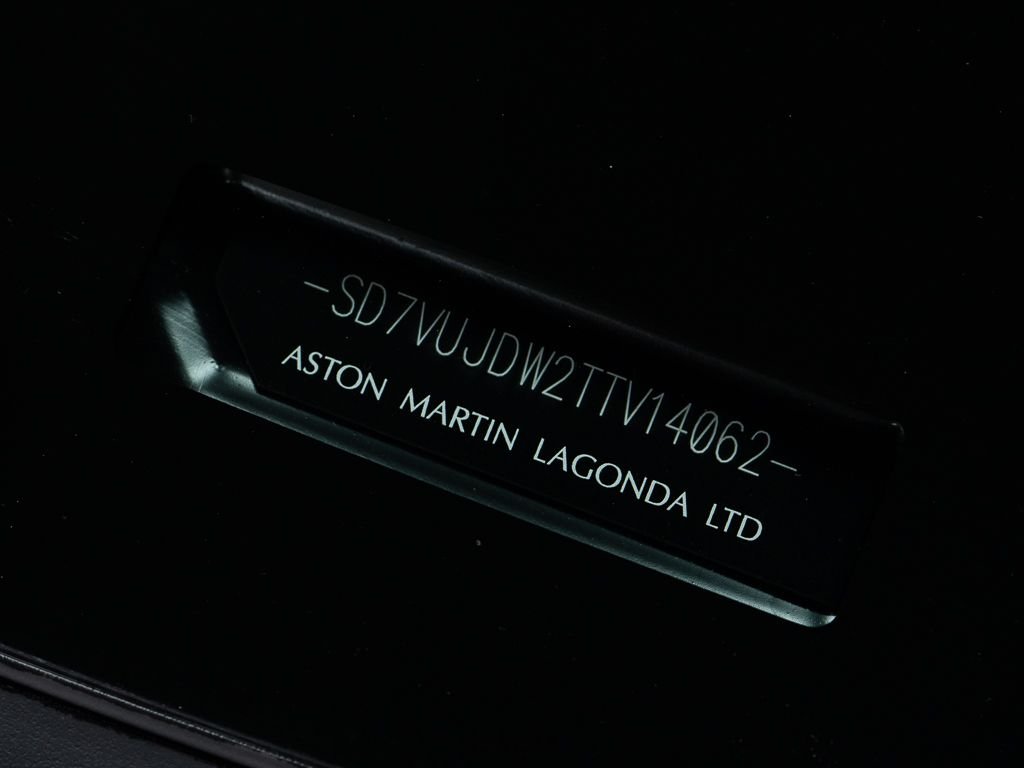 -SD7VUJDW2TTV14062-
ASTON MARTIN LAGONDA LTD